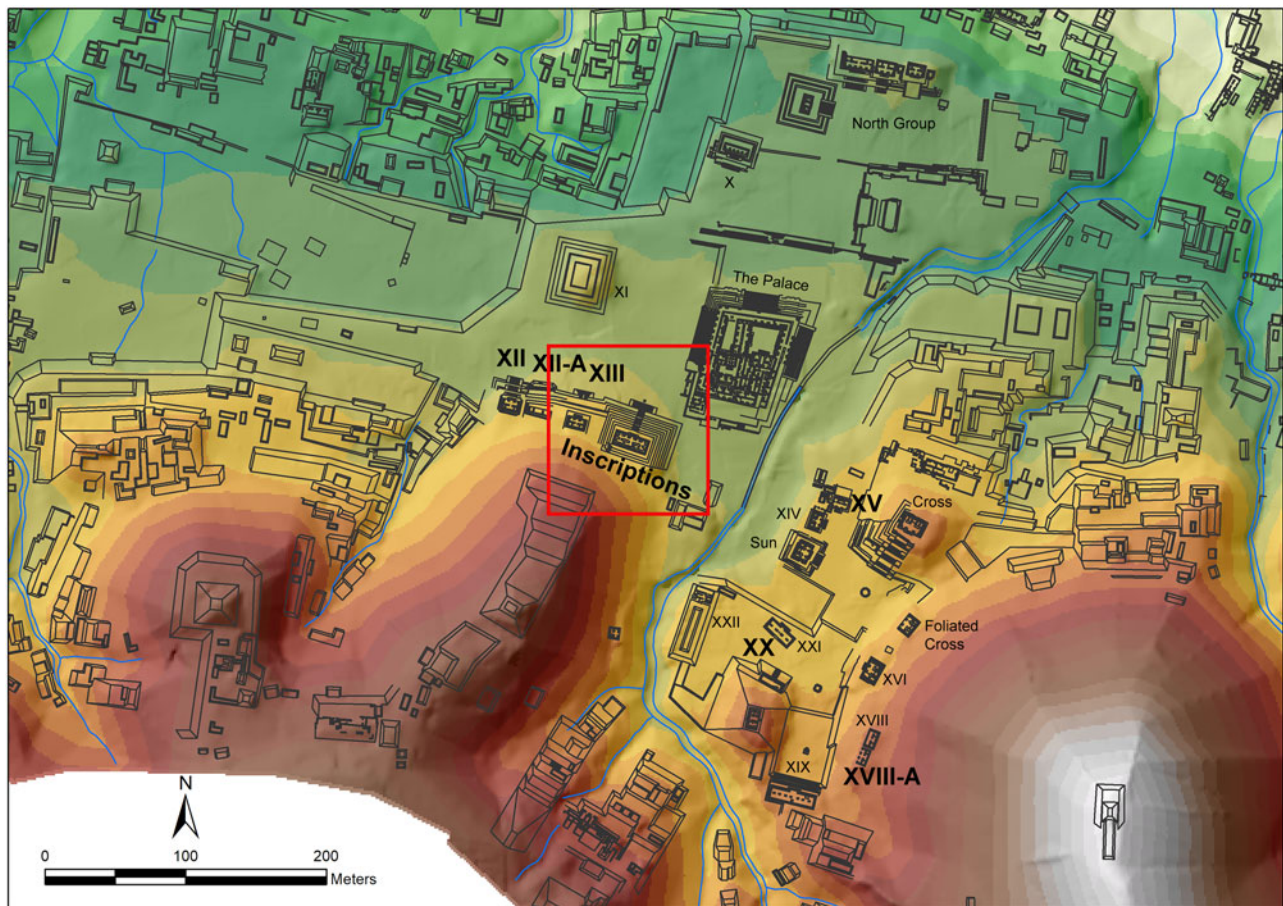 North Group
X
The Palace
XI
XII XII-A XIII
Inscriptions
XIV
XV
Cross
Sun
XXII
XXI
Foliated
Cross
XX
XVI
XVIII
XIX
XVIII-A
N
0 100 200
Meters